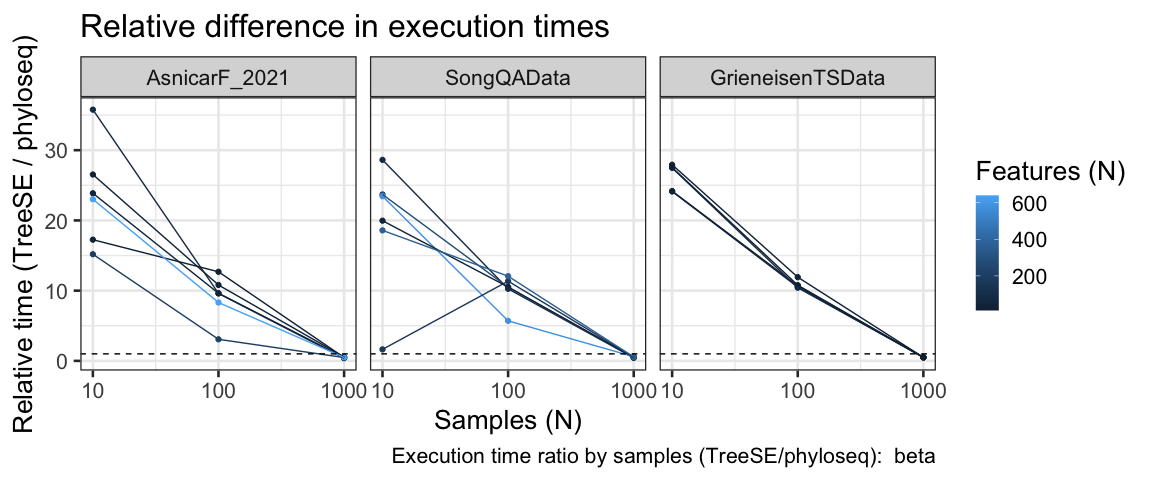 Relative difference in execution times
AsnicarF_2021
SongQAData
GrieneisenTSData
Relative time (TreeSE / phyloseq)
30
20
10
0
10
100
1000
10
100
1000
10
100
1000
Samples (N)
Execution time ratio by samples (TreeSE/phyloseq):  beta
Features (N)
600
400
200